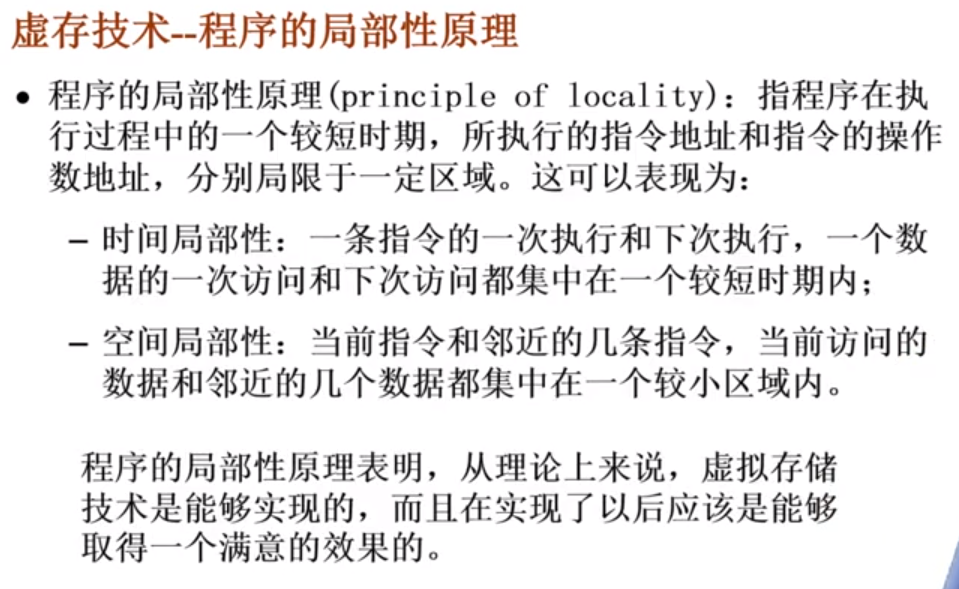 虚存技术--程序的局部性原理
• 程序的局部性原理(principle of locality)：指程序在执
行过程中的一个较短时期，所执行的指令地址和指令的操作
数地址，分别局限于一定区域。这可以表现为：
– 时间局部性：一条指令的一次执行和下次执行，一个数
据的一次访问和下次访问都集中在一个较短时期内；
– 空间局部性：当前指令和邻近的几条指令，当前访问的
数据和邻近的几个数据都集中在一个较小区域内。
程序的局部性原理表明，从理论上来说，虚拟存储
技术是能够实现的，而且在实现了以后应该是能够
取得一个满意的效果的。